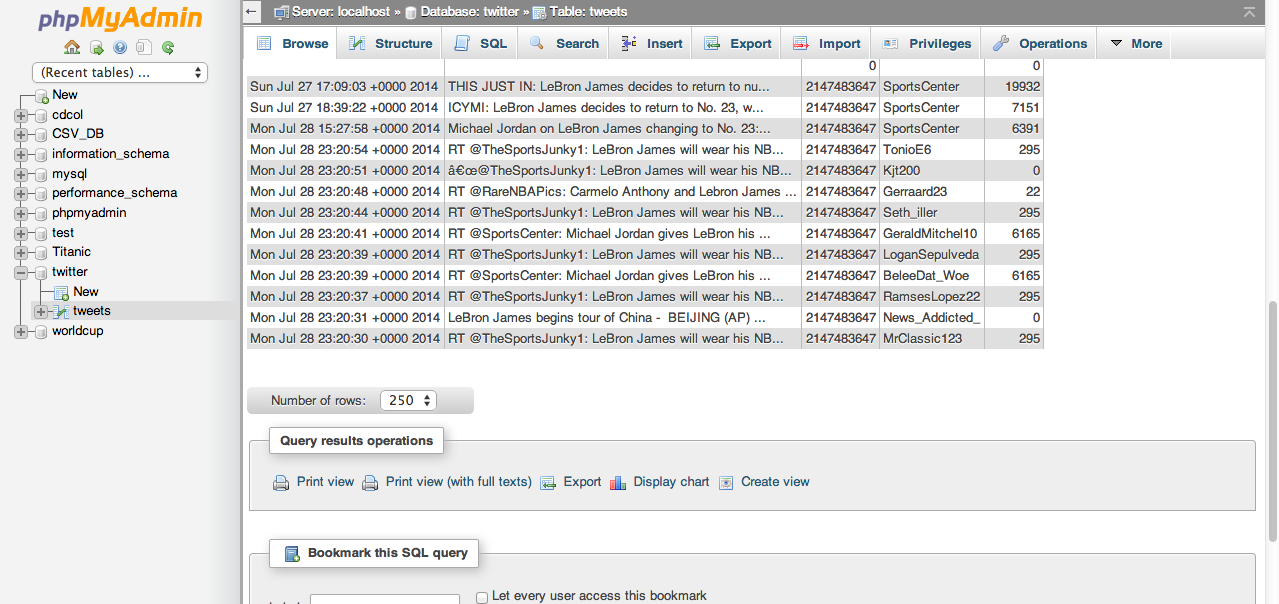 phpMyAdmin
(Recent tables) ...
New
cdcol
CSV_DB
information_schema
mysql
performance_schema
phpmyadmin
test
Titanic
twitter
New
tweets
worldcup
Server: localhost » Database: twitter » Table: tweets
Browse Structure SQL Search Insert Export Import Privileges Operations More
0 0
Sun Jul 27 17:09:03 +0000 2014 THIS JUST IN: LeBron James decides to return to nu... 2147483647 SportsCenter 19932
Sun Jul 27 18:39:22 +0000 2014 ICYMI: LeBron James decides to return to No. 23, w... 2147483647 SportsCenter 7151
Mon Jul 28 15:27:58 +0000 2014 Michael Jordan on LeBron James changing to No. 23:... 2147483647 SportsCenter 6391
Mon Jul 28 23:20:54 +0000 2014 RT @TheSportsJunky1: LeBron James will wear his NB... 2147483647 TonioE6 295
Mon Jul 28 23:20:51 +0000 2014 “@TheSportsJunky1: LeBron James will wear his NB... 2147483647 Kjt200 0
Mon Jul 28 23:20:48 +0000 2014 RT @RareNBAPics: Carmelo Anthony and Lebron James ... 2147483647 Gerraard23 22
Mon Jul 28 23:20:44 +0000 2014 RT @TheSportsJunky1: LeBron James will wear his NB... 2147483647 Seth_iller 295
Mon Jul 28 23:20:41 +0000 2014 RT @SportsCenter: Michael Jordan gives LeBron his ... 2147483647 GeraldMitchel10 6165
Mon Jul 28 23:20:39 +0000 2014 RT @TheSportsJunky1: LeBron James will wear his NB... 2147483647 LoganSepulveda 295
Mon Jul 28 23:20:39 +0000 2014 RT @SportsCenter: Michael Jordan gives LeBron his ... 2147483647 BeleeDat_Woe 6165
Mon Jul 28 23:20:37 +0000 2014 RT @TheSportsJunky1: LeBron James will wear his NB... 2147483647 RamsesLopez22 295
Mon Jul 28 23:20:31 +0000 2014 LeBron James begins tour of China - BEIJING (AP) ... 2147483647 News_Addicted_ 0
Mon Jul 28 23:20:30 +0000 2014 RT @TheSportsJunky1: LeBron James will wear his NB... 2147483647 MrClassic123 295
Number of rows: 250
Query results operations
Print view Print view (with full texts) Export Display chart Create view
Bookmark this SQL query
Let every user access this bookmark